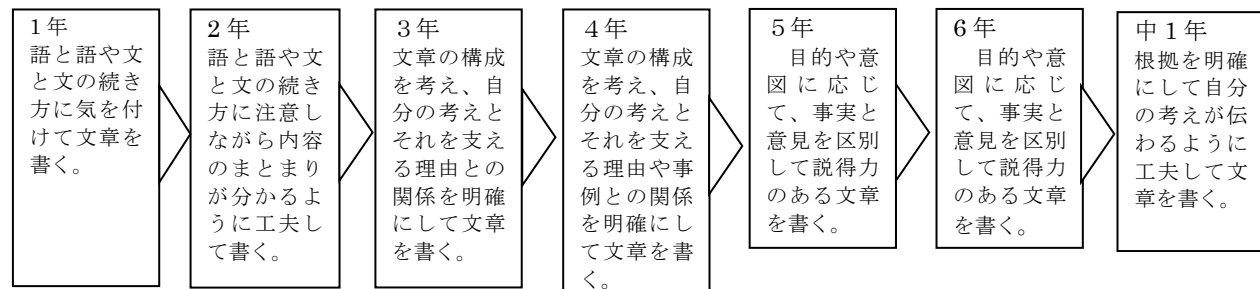 1年
語と語や文
と文の続き
方に気を付
けて文章を
書く。
2年
語と語や文
と文の続き
方に注意し
ながら内容
のまとまり
が分かるよ
うに工夫し
て書く。
3年
文章の構成
を考え、自
分の考えと
それを支え
る理由との
関係を明確
にして文章
を書く。
4年
文章の構成
を考え、自
分の考えと
それを支え
る理由や事
例との関係
を明確にし
て文章を書
く。
5年
目的や意
図に応じ
て、事実と
意見を区別
して説得力
のある文章
を書く。
6年
目的や意
図に応じ
て、事実と
意見を区別
して説得力
のある文章
を書く。
中1年
根拠を明確
にして自分
の考えが伝
わるように
工夫して文
章を書く。